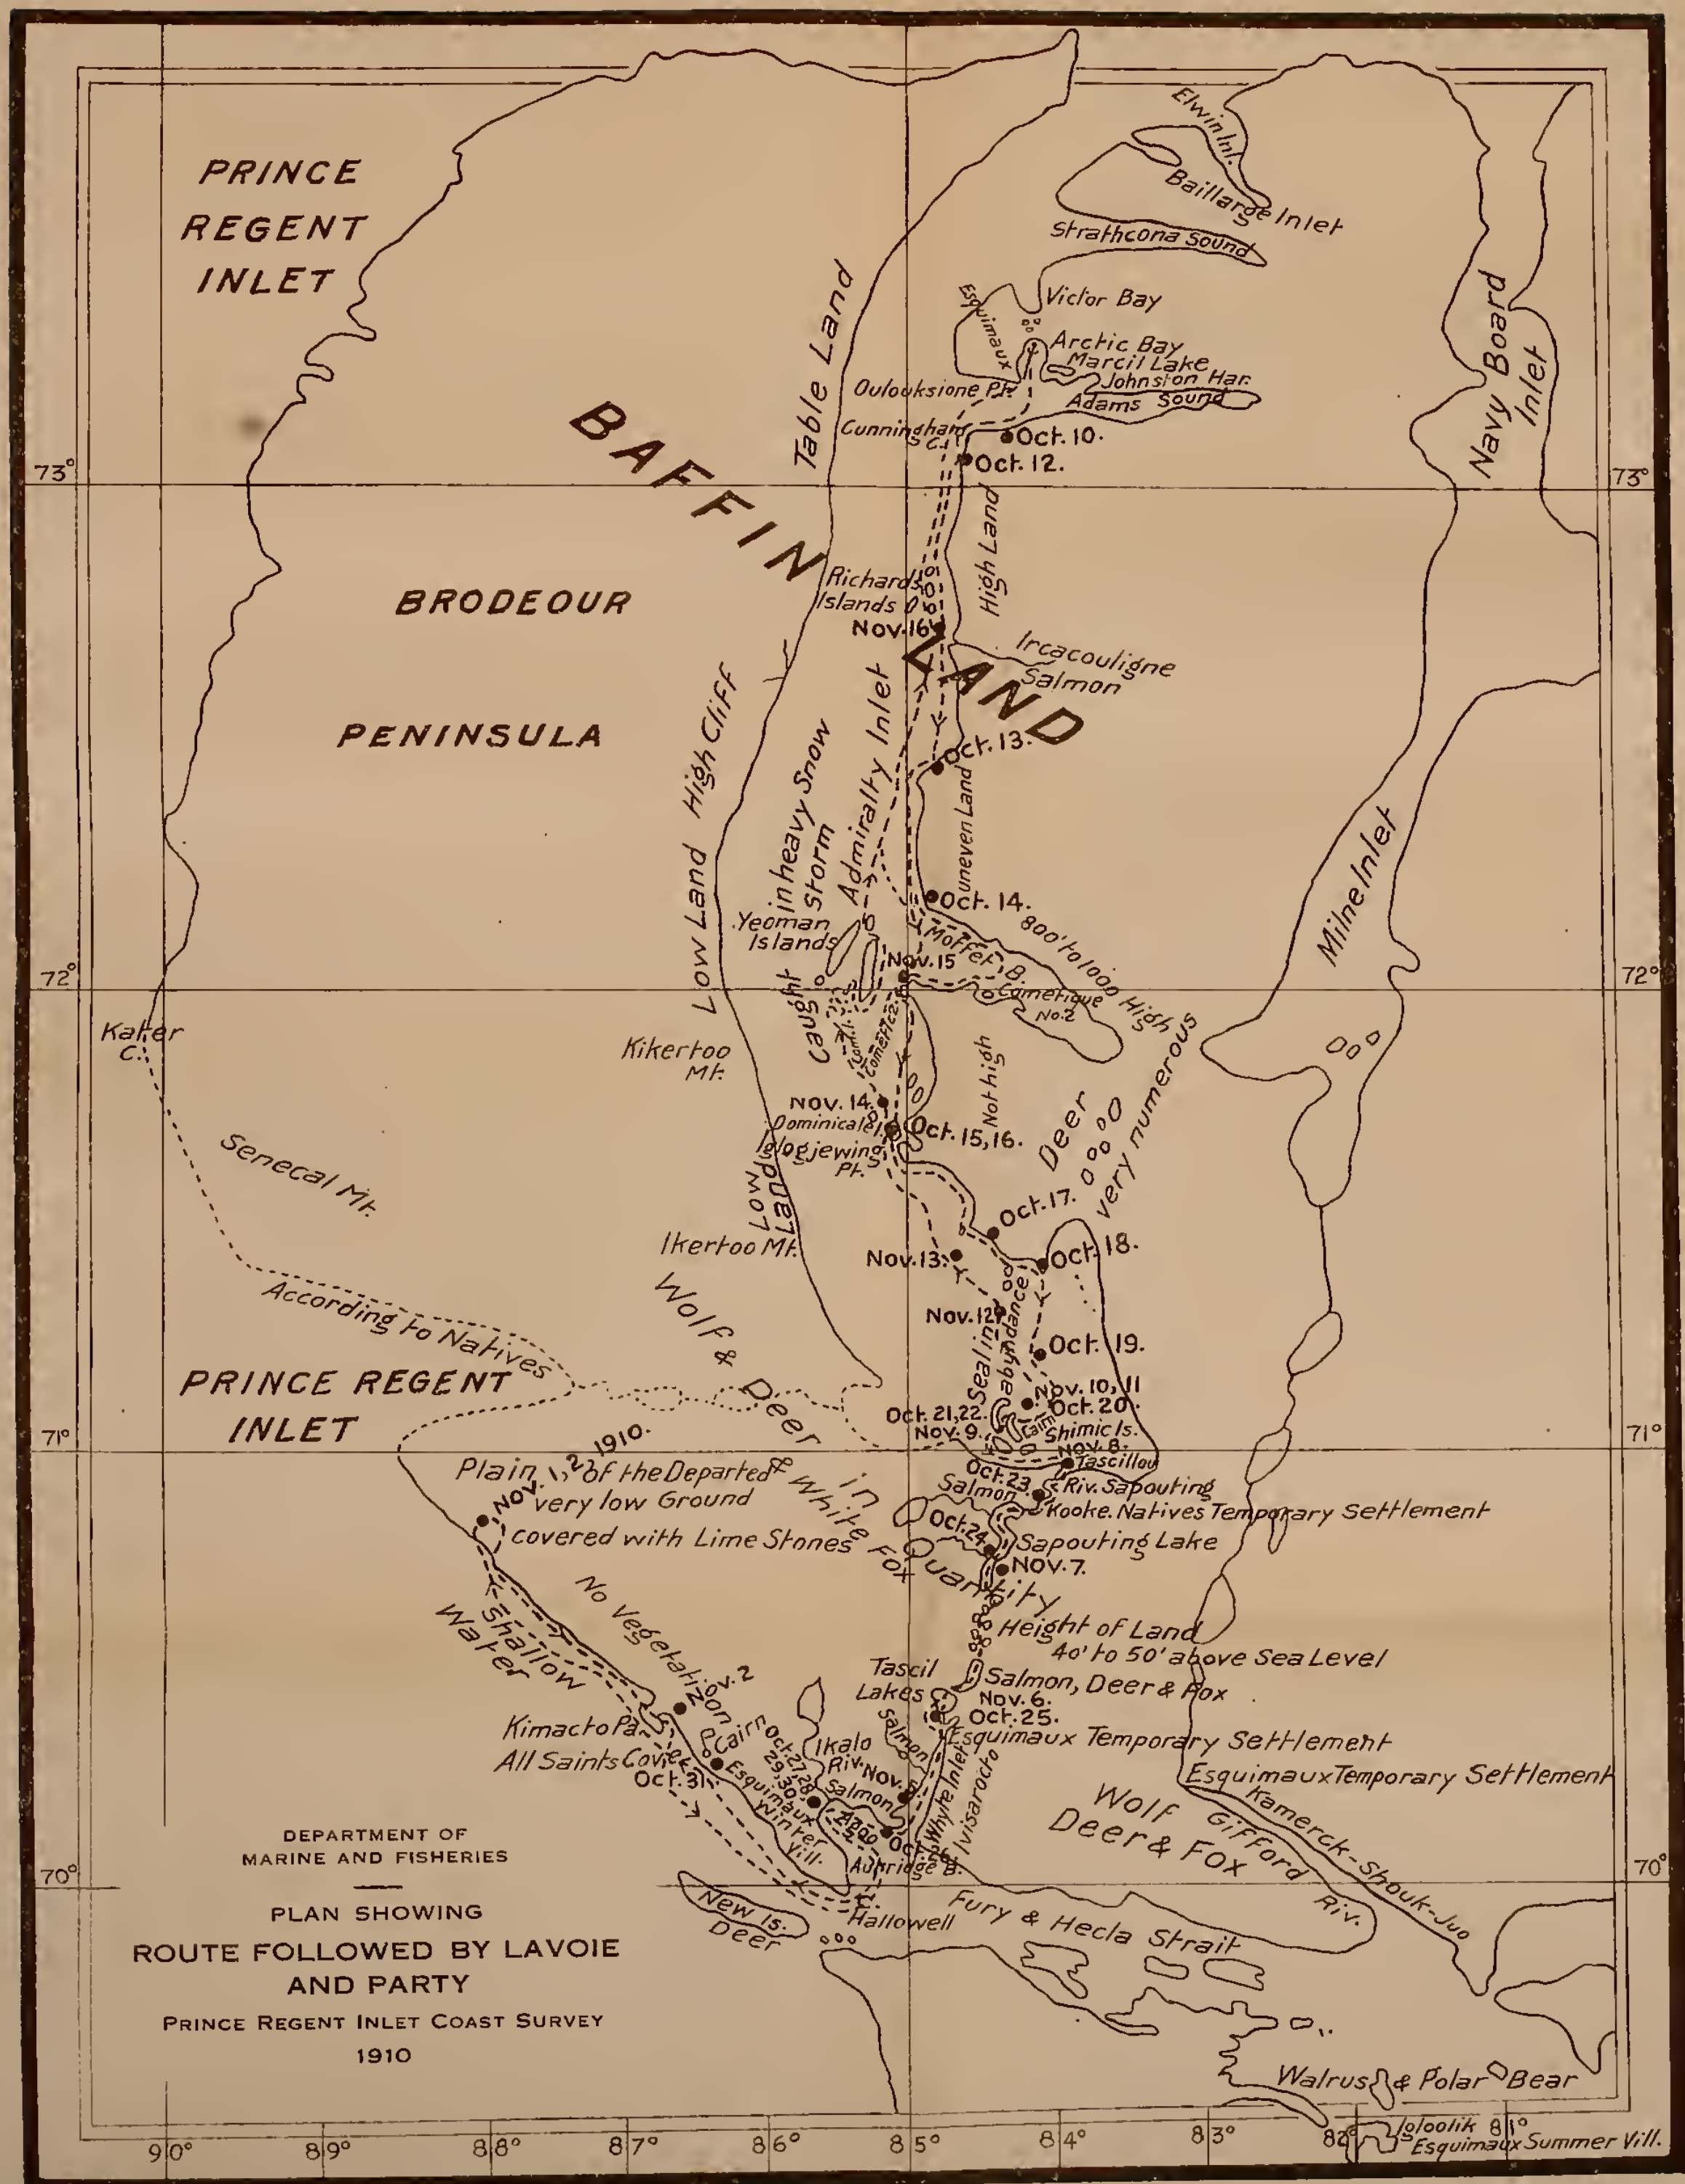 PRINCE
REGENT
INLET
Elwin Inl.
Baillarge Inlet
Strathcona Sound
Navy Board
Inlet
Table Land
Esquimaux
Victor Bay
Arctic Bay
Marcil Lake
Johnston Har.
Adams Sound
Oulouksione Pt.
Cunningham
C.
Oct. 10.
Oct. 12.
73°
73°
BAFFIN
LAND
High Land
BRODEOUR
PENINSULA
Richards
Islands
Nov. 16
Ircacouligne
Salmon
High Cliff
Low Land
Admiralty Inlet
Oct. 13.
Uneven Land
Caught in heavy Snow
Storm
Oct. 14.
Yeoman
Islands
Moffet B.
800' to 1000 High
Nov. 15
Milne Inlet
72°
72°
Cometique
No. 2
Kater
C.
Kikertoo
Mt.
Not high
Nov. 14.
Dominicale I.
Oct. 15, 16.
Iglogjewing
Pt.
Deer
very numerous
Senecal Mt.
Low
Land
Ikertoo Mt.
Oct. 17.
Nov. 13.
Oct. 18.
Nov. 12
Seal in
abundance
Oct. 19.
According to Natives
Wolf & Deer
& White Fox
in
Quantity
PRINCE REGENT
INLET
Nov. 10, 11
Oct. 20.
Oct. 21, 22.
Nov. 9.
Cairn
Shimic Is.
Nov. 8.
Tascillou
71°
71°
Nov. 1, 2 1910.
Plain of the Departed
very low Ground
covered with Lime Stones
Oct. 23
Salmon
Riv. Sapouting
Kooke. Natives Temporary Settlement
Oct. 24
Sapouting Lake
Nov. 7.
No Vegetation
Shallow
Water
Height of Land
40' to 50' above Sea Level
Tascil
Lakes
Salmon, Deer & Fox
Nov. 6.
Oct. 25.
Nov. 2
Esquimaux Temporary Settlement
Esquimaux Temporary Settlement
Kimacto Pa.
All Saints Cove
Oct. 31
Cairn
Oct. 27, 28
29, 30.
Ikalo
Riv.
Salmon
Nov. 5.
Salmon
Esquimaux
Winter
Vill.
Agoo
Oct. 26
Autridge B.
Whyte Inlet
Ivisarocto
Wolf
Deer & Fox
Kamerck-Shouk-Juo
Gifford Riv.
70°
70°
New Is.
Deer
C.
Hallowell
Fury & Hecla Strait
DEPARTMENT OF
MARINE AND FISHERIES
PLAN SHOWING
ROUTE FOLLOWED BY LAVOIE
AND PARTY
PRINCE REGENT INLET COAST SURVEY
1910
Walrus & Polar Bear
Igloolik
Esquimaux Summer Vill.
90° 89° 88° 87° 86° 85° 84° 83° 82° 81°